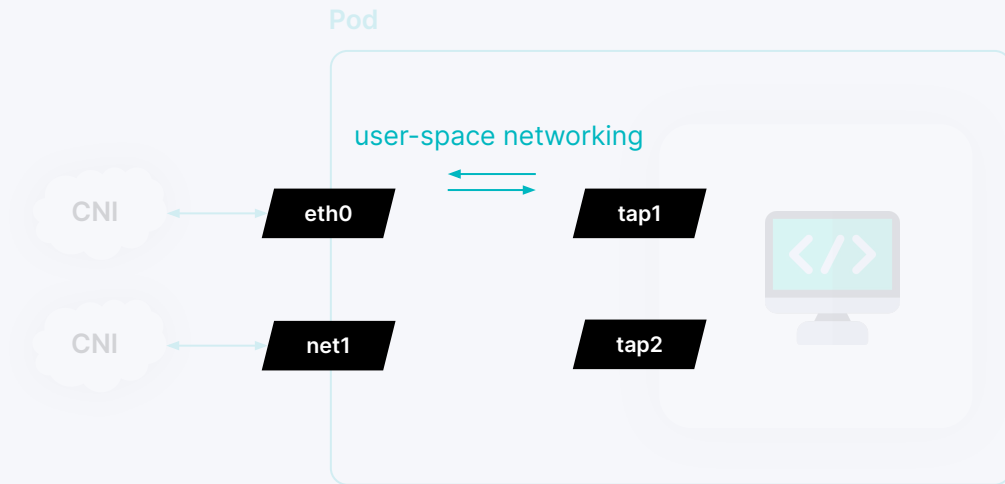 Pod
user-space networking
CNI
eth0
tap1
</>
CNI
net1
tap2